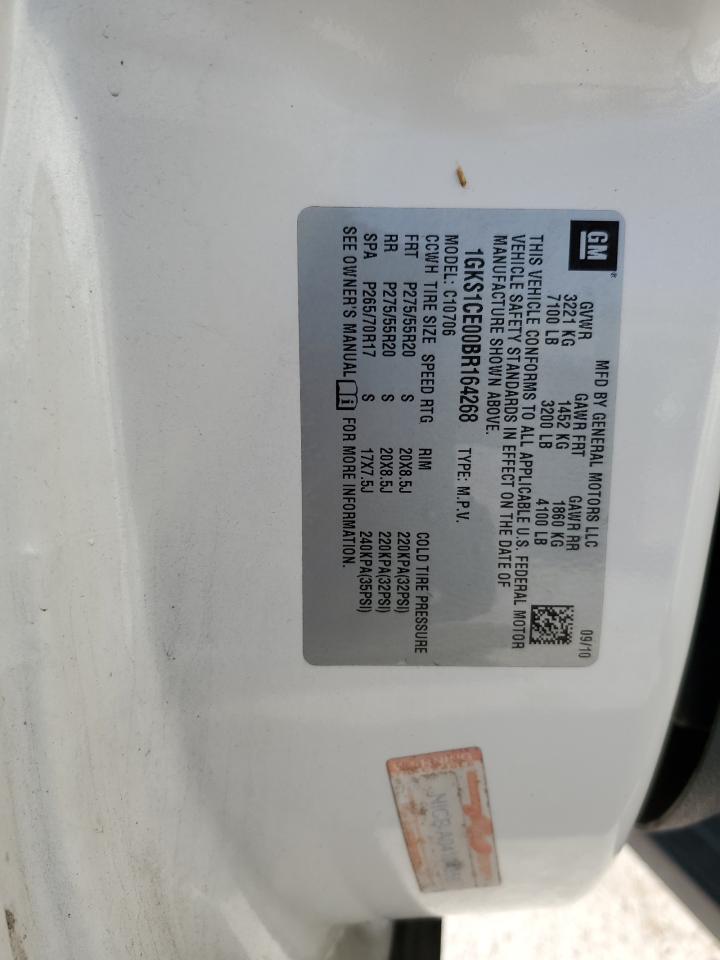 GM ®
MFD BY GENERAL MOTORS LLC
09/10
GVWR GAWR FRT GAWR RR
3221 KG 1452 KG 1860 KG
7100 LB 3200 LB 4100 LB
THIS VEHICLE CONFORMS TO ALL APPLICABLE U.S. FEDERAL MOTOR
VEHICLE SAFETY STANDARDS IN EFFECT ON THE DATE OF
MANUFACTURE SHOWN ABOVE.
1GKS1CE00BR164268 TYPE: M.P.V.
MODEL: C10706
CCWH TIRE SIZE SPEED RTG RIM COLD TIRE PRESSURE
FRT P275/55R20 S 20X8.5J 220KPA(32PSI)
RR P275/55R20 S 20X8.5J 220KPA(32PSI)
SPA P265/70R17 S 17X7.5J 240KPA(35PSI)
SEE OWNER'S MANUAL FOR MORE INFORMATION.